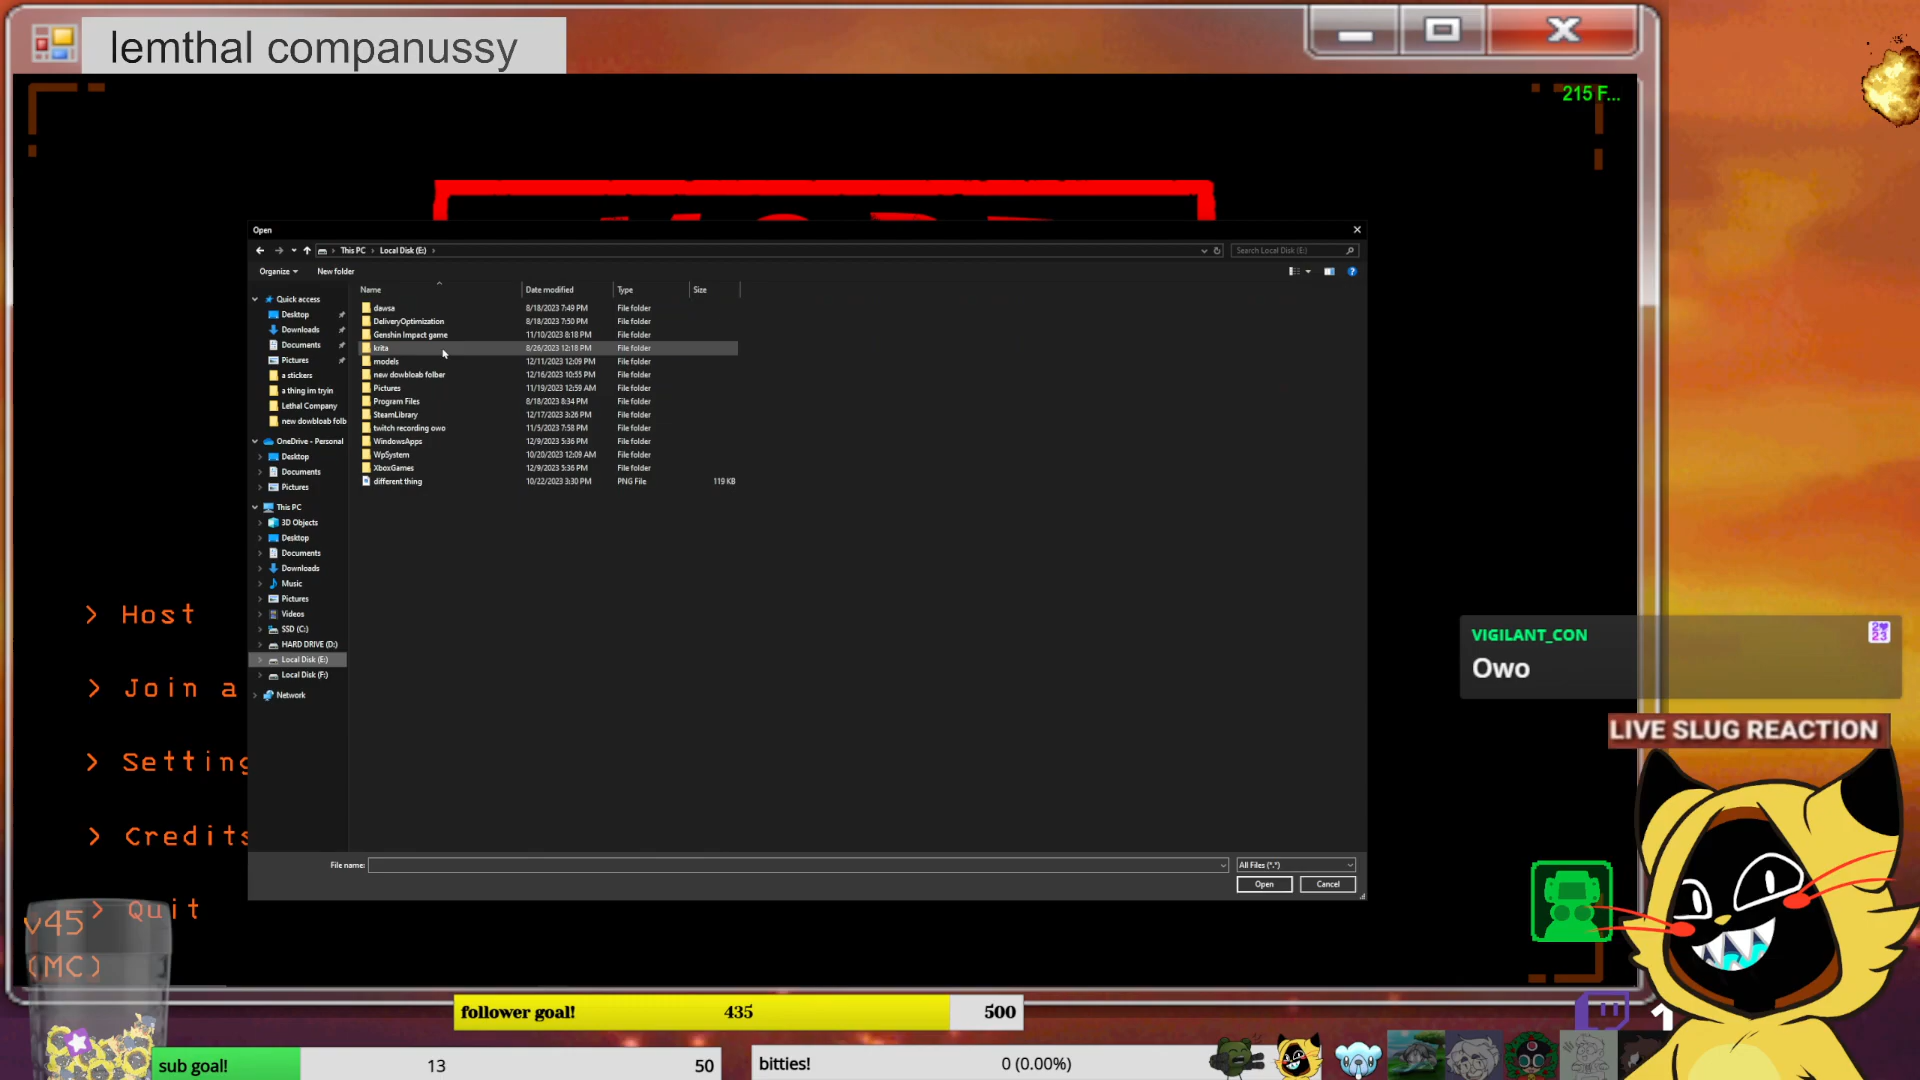 lemthal companussy
215 F...
Open
This PC
Local Disk (E:)
Search Local Disk (E:)
Organize
New folder
Name
Date modified
Type
Size
Quick access
Desktop
Downloads
Documents
Pictures
a stickers
a thing im tryin
Lethal Company
new dowbloab folb
OneDrive - Personal
Desktop
Documents
Pictures
This PC
3D Objects
Desktop
Documents
Downloads
Music
Pictures
Videos
SSD (C:)
HARD DRIVE (D:)
Local Disk (E:)
Local Disk (F:)
Network
dawsa 8/18/2023 7:49 PM File folder
DeliveryOptimization 8/18/2023 7:50 PM File folder
Genshin Impact game 11/10/2023 8:18 PM File folder
krita 8/26/2023 12:18 PM File folder
models 12/11/2023 12:09 PM File folder
new dowbloab folber 12/16/2023 10:55 PM File folder
Pictures 11/19/2023 12:59 AM File folder
Program Files 8/18/2023 8:34 PM File folder
SteamLibrary 12/17/2023 3:26 PM File folder
twitch recording owo 11/5/2023 7:58 PM File folder
WindowsApps 12/9/2023 5:36 PM File folder
WpSystem 10/20/2023 12:09 AM File folder
XboxGames 12/9/2023 5:36 PM File folder
different thing 10/22/2023 3:30 PM PNG File 119 KB
File name:
All Files (*.*)
Open
Cancel
> Host
> Join a
> Setting
> Credits
> Quit
v45
(MC)
VIGILANT_CON
Owo
LIVE SLUG REACTION
follower goal! 435 500
sub goal! 13 50
bitties! 0 (0.00%)